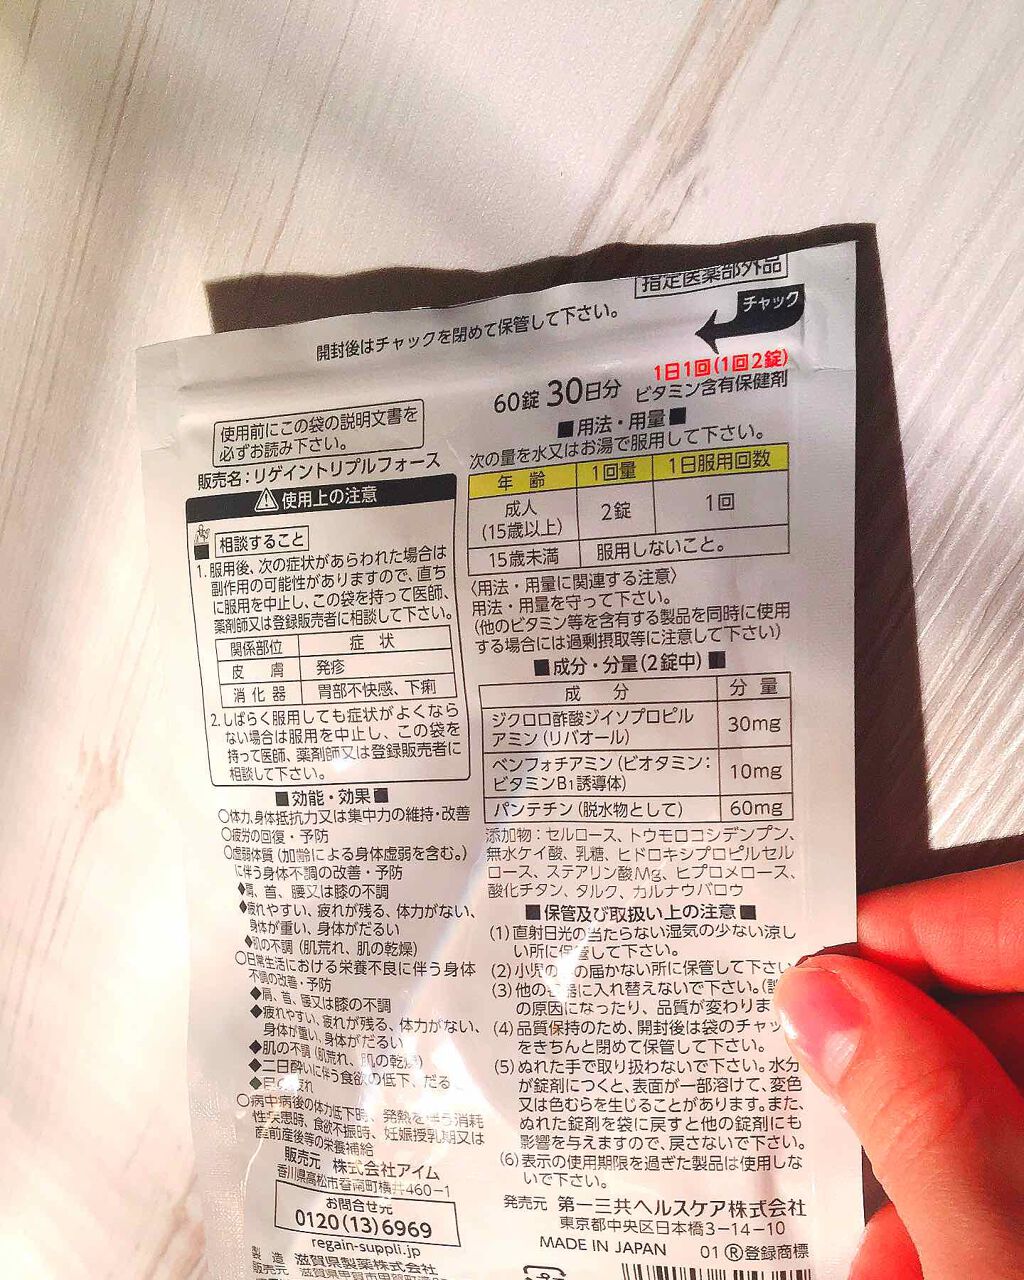 指定医薬部外品
チャック
開封後はチャックを閉めて保管して下さい。
1日1回(1回2錠)
60錠 30日分 ビタミン含有保健剤
使用前にこの袋の説明文書を
必ずお読み下さい。
販売名：リゲイントリプルフォース
使用上の注意
相談すること
1.服用後、次の症状があらわれた場合は
副作用の可能性がありますので、直ち
に服用を中止し、この袋を持って医師、
薬剤師又は登録販売者に相談して下さい。
関係部位 症状
皮膚 発疹
消化器 胃部不快感、下痢
2.しばらく服用しても症状がよくなら
ない場合は服用を中止し、この袋を
持って医師、薬剤師又は登録販売者に
相談して下さい。
■効能・効果■
○体力、身体抵抗力又は集中力の維持・改善
○疲労の回復・予防
○虚弱体質(加齢による身体虚弱を含む。)
に伴う身体不調の改善・予防
◆肩、首、腰又は膝の不調
◆疲れやすい、疲れが残る、体力がない、
身体が重い、身体がだるい
◆肌の不調(肌荒れ、肌の乾燥)
○日常生活における栄養不良に伴う身体
不調の改善・予防
◆肩、首、腰又は膝の不調
◆疲れやすい、疲れが残る、体力がない、
身体が重い、身体がだるい
◆肌の不調(肌荒れ、肌の乾燥)
◆二日酔いに伴う食欲の低下、だる
◆目の疲れ
○病中病後の体力低下時、発熱を伴う消耗
性疾患時、食欲不振時、妊娠授乳期又は
産前産後等の栄養補給
販売元 株式会社アイム
香川県高松市香南町横井460−1
お問合せ先
0120(13)6969
regain-suppli.jp
製造 滋賀県製薬株式会社
販売元 滋賀県甲賀市甲賀町
■用法・用量■
次の量を水又はお湯で服用して下さい。
年齢 1回量 1日服用回数
成人
(15歳以上) 2錠 1回
15歳未満 服用しないこと。
〈用法・用量に関連する注意〉
用法・用量を守って下さい。
(他のビタミン等を含有する製品を同時に使用
する場合には過剰摂取等に注意して下さい)
■成分・分量(2錠中)■
成分 分量
ジクロロ酢酸ジイソプロピル
アミン(リバオール) 30mg
ベンフォチアミン(ビオタミン：
ビタミンB1誘導体) 10mg
パンテチン(脱水物として) 60mg
添加物：セルロース、トウモロコシデンプン、
無水ケイ酸、乳糖、ヒドロキシプロピルセル
ロース、ステアリン酸Mg、ヒプロメロース、
酸化チタン、タルク、カルナウバロウ
■保管及び取扱い上の注意■
(1)直射日光の当たらない湿気の少ない涼し
い所に保管して下さい。
(2)小児の の届かない所に保管して下さい
(3)他の容器に入れ替えないで下さい。(誤
の原因になったり、品質が変わりま
(4)品質保持のため、開封後は袋のチャッ
をきちんと閉めて保管して下さい。
(5)ぬれた手で取り扱わないで下さい。水分
が錠剤につくと、表面が一部溶けて、変色
又は色むらを生じることがあります。また、
ぬれた錠剤を袋に戻すと他の錠剤にも
影響を与えますので、戻さないで下さい。
(6)表示の使用期限を過ぎた製品は使用しな
いで下さい。
発売元 第一三共ヘルスケア株式会社
東京都中央区日本橋3−14−10
MADE IN JAPAN 01 Ⓡ登録商標